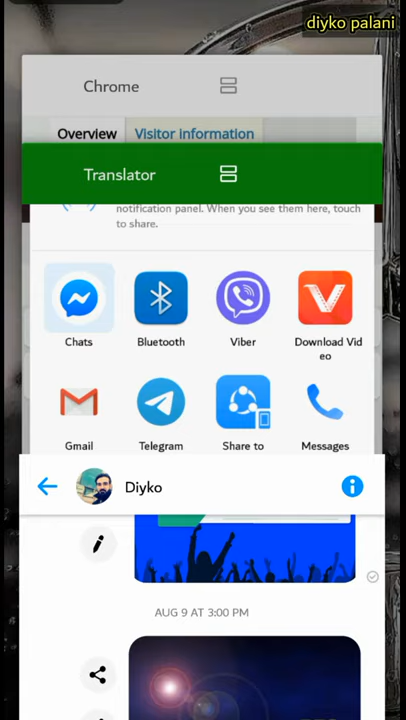 diyko palani
Chrome
Overview Visitor information
Translator
notification panel. When you see them here, touch
to share.
Chats Bluetooth Viber Download Vid
eo
Gmail Telegram Share to Messages
Diyko
AUG 9 AT 3:00 PM